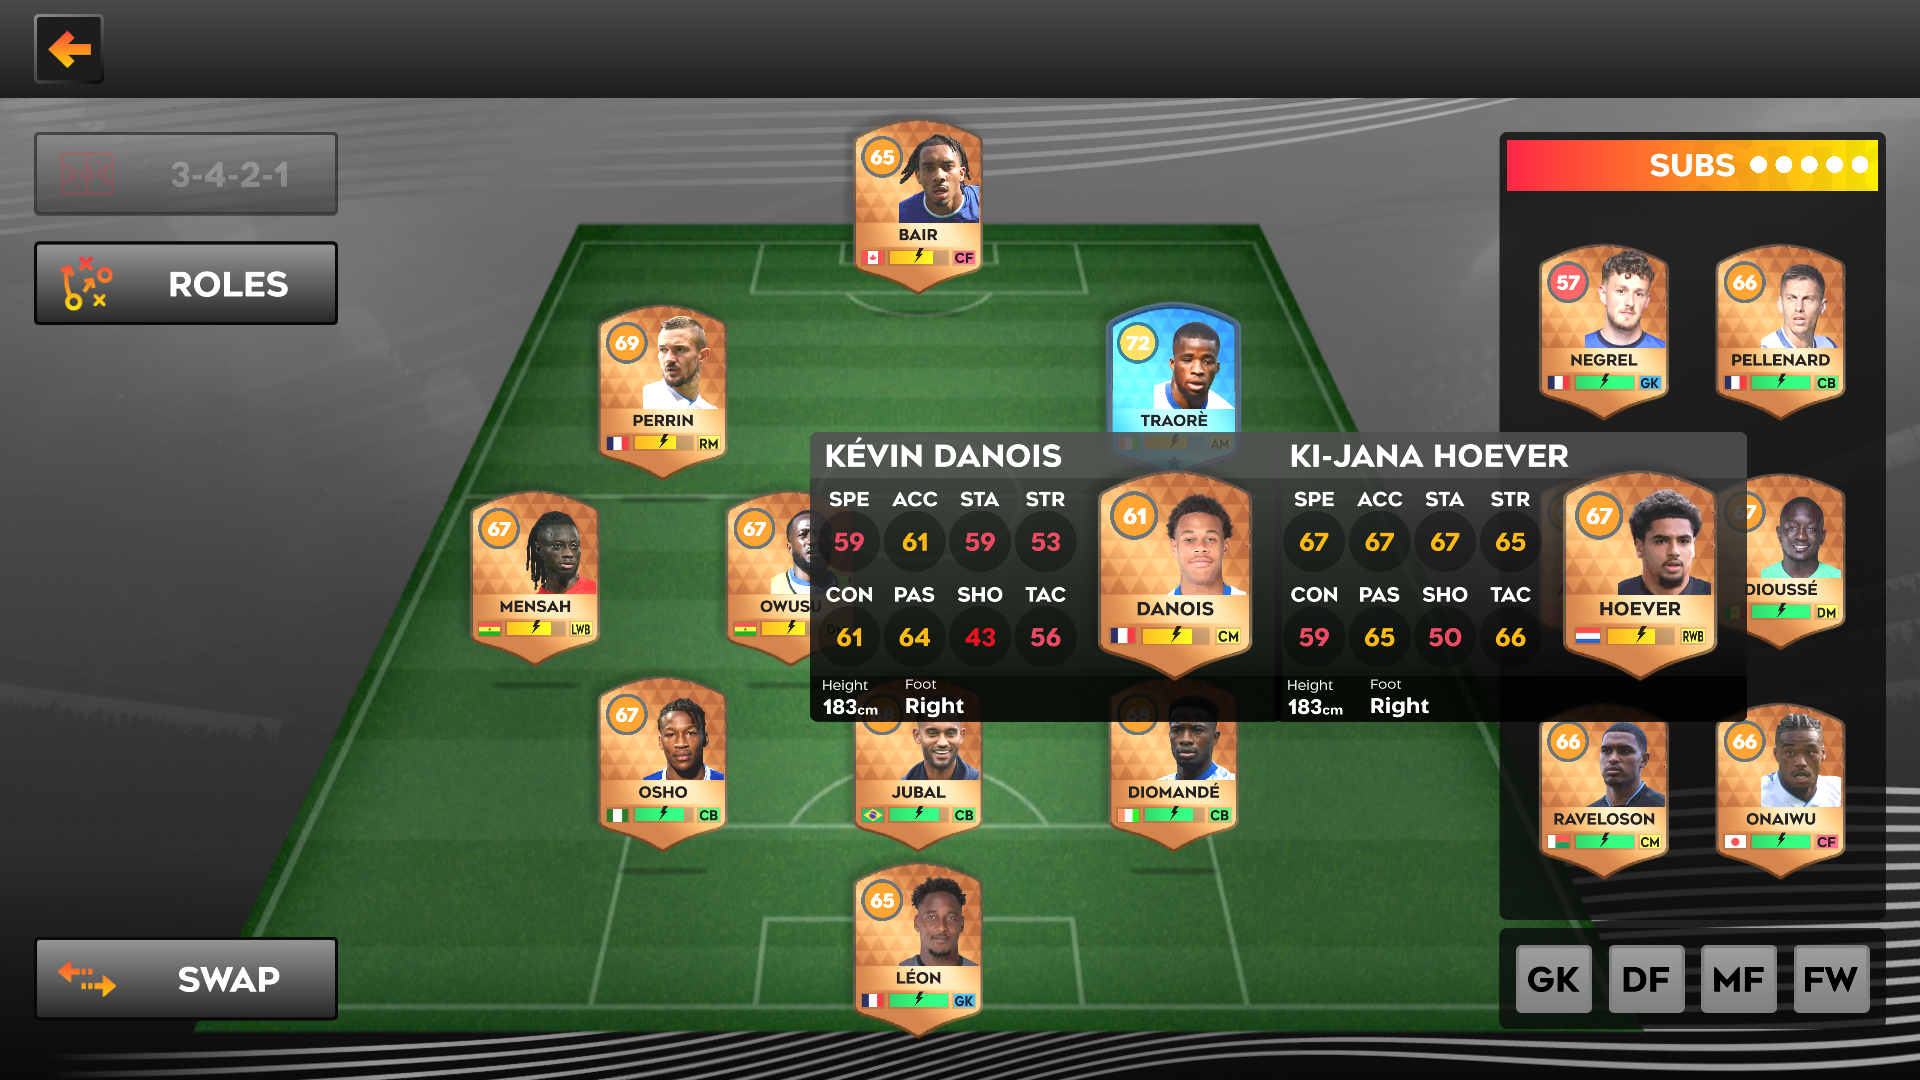 3-4-2-1
ROLES
SWAP
65
BAIR
CF
69
PERRIN
RM
72
TRAORÈ
AM
67
MENSAH
LWB
67
OWUSU
KÉVIN DANOIS
SPE ACC STA STR
59 61 59 53
CON PAS SHO TAC
61 64 43 56
Height Foot
183cm Right
61
DANOIS
CM
KI-JANA HOEVER
SPE ACC STA STR
67 67 67 65
CON PAS SHO TAC
59 65 50 66
Height Foot
183cm Right
67
HOEVER
RWB
67
OSHO
CB
68
JUBAL
CB
68
DIOMANDÉ
CB
65
LÉON
GK
SUBS
57
NEGREL
GK
66
PELLENARD
CB
DIOUSSÉ
DM
66
RAVELOSON
CM
66
ONAIWU
CF
GK DF MF FW